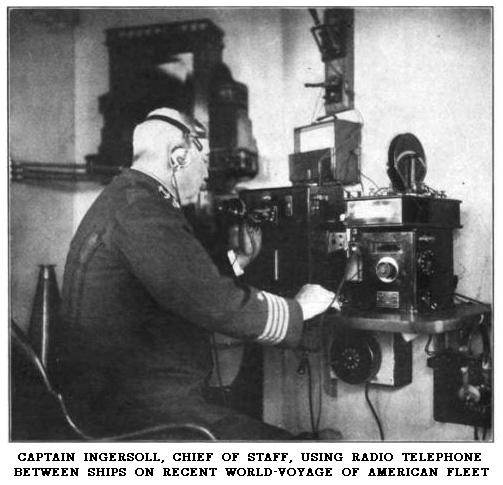 CAPTAIN INGERSOLL, CHIEF OF STAFF, USING RADIO TELEPHONE
BETWEEN SHIPS ON RECENT WORLD-VOYAGE OF AMERICAN FLEET